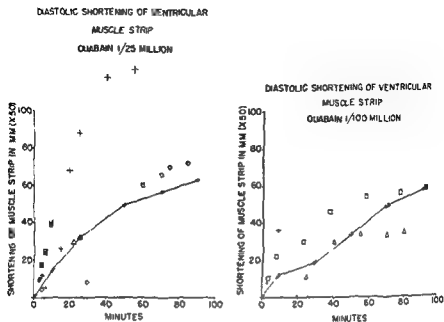 DIASTOLIC SHORTENING OF VENTRICULAR
MUSCLE STRIP
OUABAIN 1/25 MILLION
SHORTENING OF MUSCLE STRIP IN MM (X50)
100
80
60
40
20
0
20
40
60
80
100
MINUTES
DIASTOLIC SHORTENING OF VENTRICULAR
MUSCLE STRIP
OUABAIN 1/100 MILLION
SHORTENING OF MUSCLE STRIP IN MM (X50)
100
80
60
40
20
0
20
40
60
80
100
MINUTES